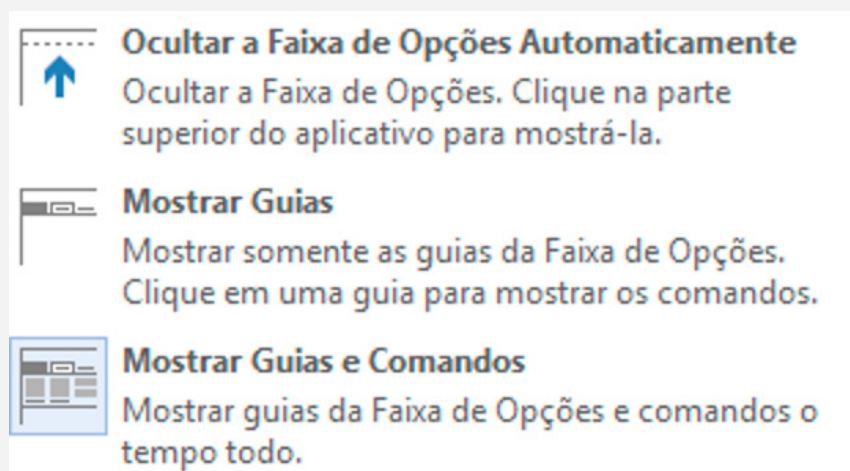 Ocultar a Faixa de Opções Automaticamente
Ocultar a Faixa de Opções. Clique na parte
superior do aplicativo para mostrá-la.
Mostrar Guias
Mostrar somente as guias da Faixa de Opções.
Clique em uma guia para mostrar os comandos.
Mostrar Guias e Comandos
Mostrar guias da Faixa de Opções e comandos o
tempo todo.